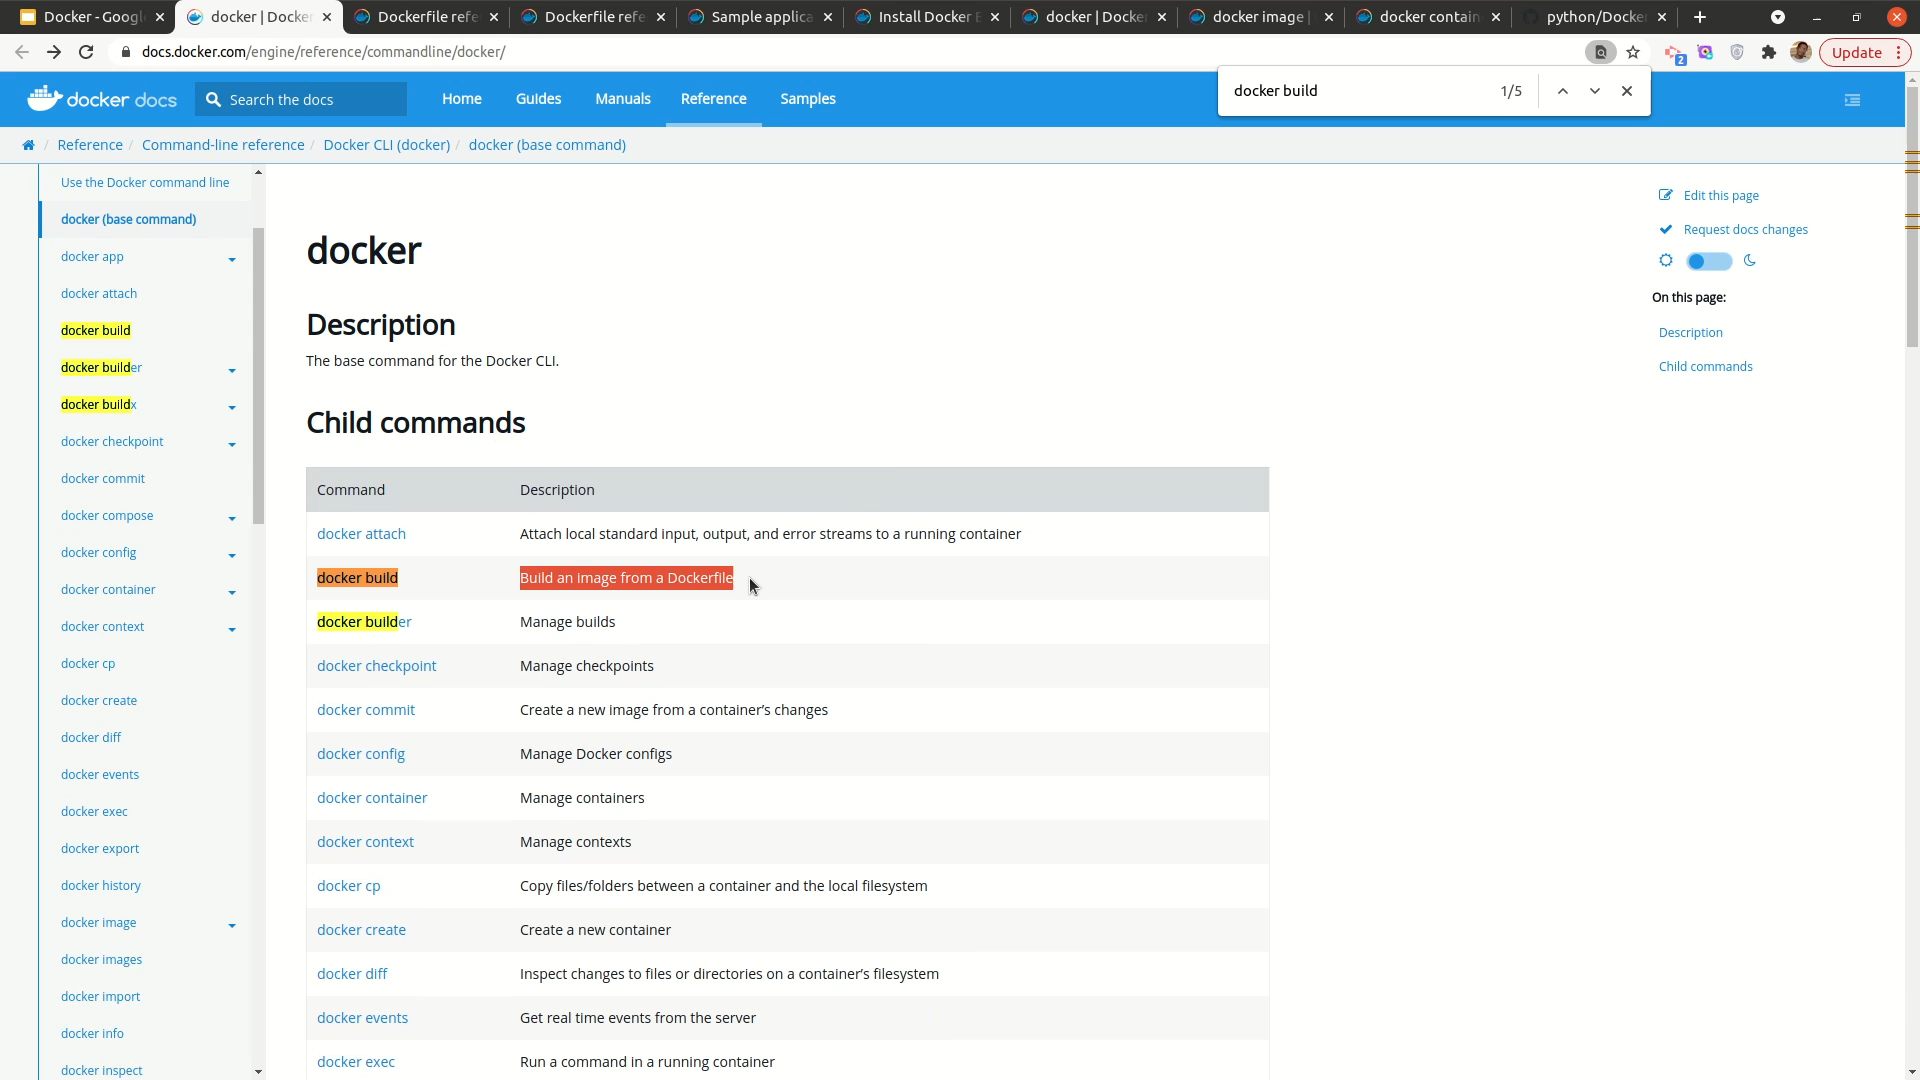 Docker - Google
docker | Docker
Dockerfile refe
Dockerfile refe
Sample applica
Install Docker E
docker | Docker
docker image |
docker contain
python/Docker
docs.docker.com/engine/reference/commandline/docker/
2
Update
docker build
1/5
docker docs
Search the docs
Home
Guides
Manuals
Reference
Samples
Reference / Command-line reference / Docker CLI (docker) / docker (base command)
Use the Docker command line
docker (base command)
docker app
docker attach
docker build
docker builder
docker buildx
docker checkpoint
docker commit
docker compose
docker config
docker container
docker context
docker cp
docker create
docker diff
docker events
docker exec
docker export
docker history
docker image
docker images
docker import
docker info
docker inspect
docker
Description
The base command for the Docker CLI.
Child commands
Command Description
docker attach Attach local standard input, output, and error streams to a running container
docker build Build an image from a Dockerfile
docker builder Manage builds
docker checkpoint Manage checkpoints
docker commit Create a new image from a container’s changes
docker config Manage Docker configs
docker container Manage containers
docker context Manage contexts
docker cp Copy files/folders between a container and the local filesystem
docker create Create a new container
docker diff Inspect changes to files or directories on a container’s filesystem
docker events Get real time events from the server
docker exec Run a command in a running container
Edit this page
Request docs changes
On this page:
Description
Child commands